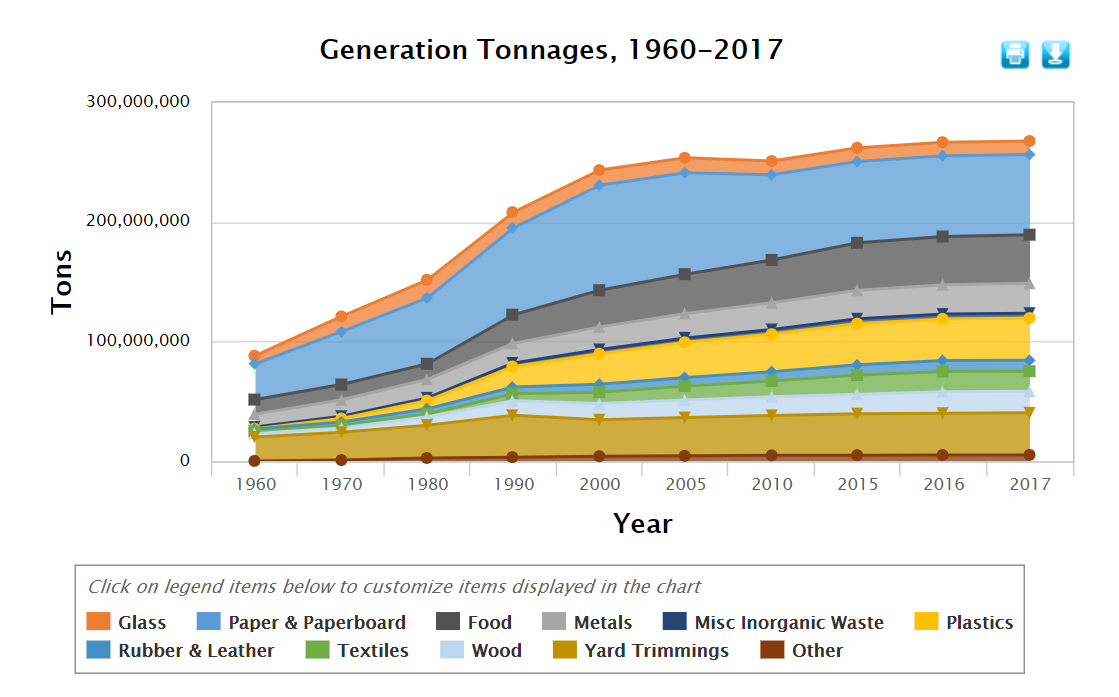 Generation Tonnages, 1960-2017
300,000,000
200,000,000
100,000,000
0
Tons
1960 1970 1980 1990 2000 2005 2010 2015 2016 2017
Year
Click on legend items below to customize items displayed in the chart
Glass Paper & Paperboard Food Metals Misc Inorganic Waste Plastics
Rubber & Leather Textiles Wood Yard Trimmings Other